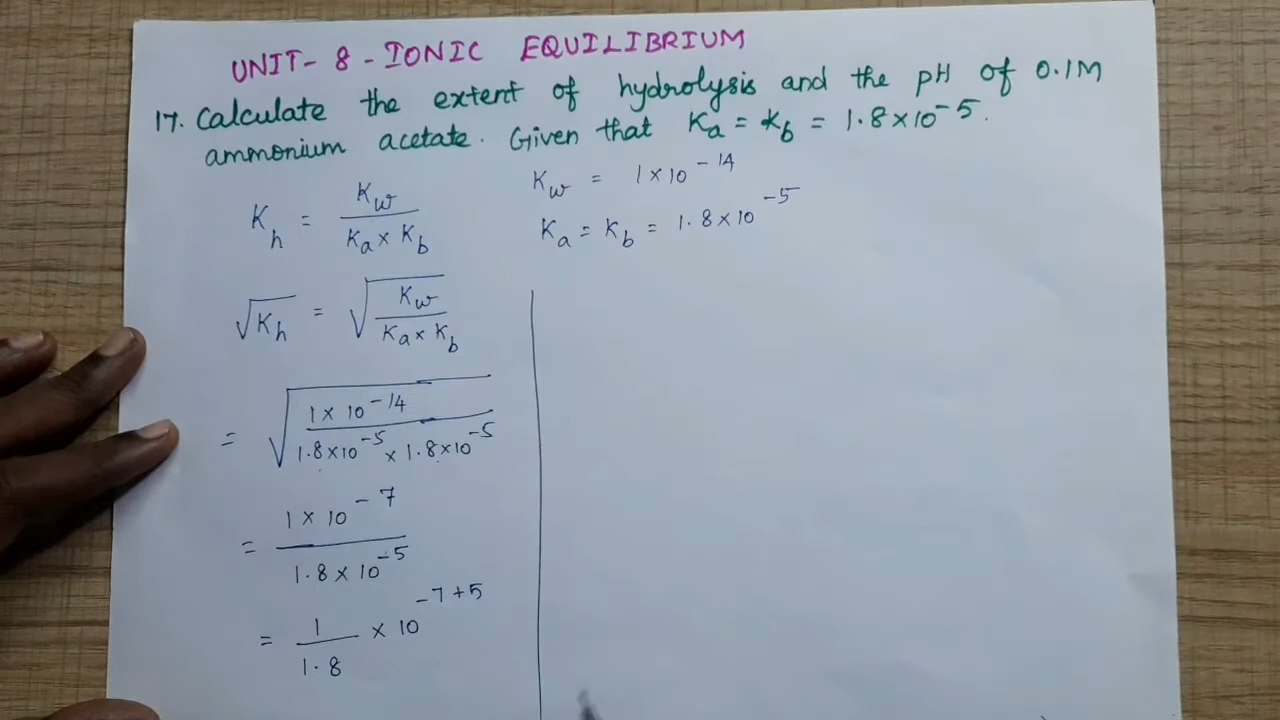 UNIT- 8 - IONIC EQUILIBRIUM
17. Calculate the extent of hydrolysis and the pH of 0.1M
ammonium acetate. Given that Ka = Kb = 1.8×10⁻⁵.
Kh = Kw / Ka × Kb
Kw = 1×10⁻¹⁴
Ka = Kb = 1.8×10⁻⁵
√Kh = √(Kw / Ka × Kb)
= √(1×10⁻¹⁴ / 1.8×10⁻⁵ × 1.8×10⁻⁵)
= 1×10⁻⁷ / 1.8×10⁻⁵
= 1 / 1.8 × 10⁻⁷⁺⁵